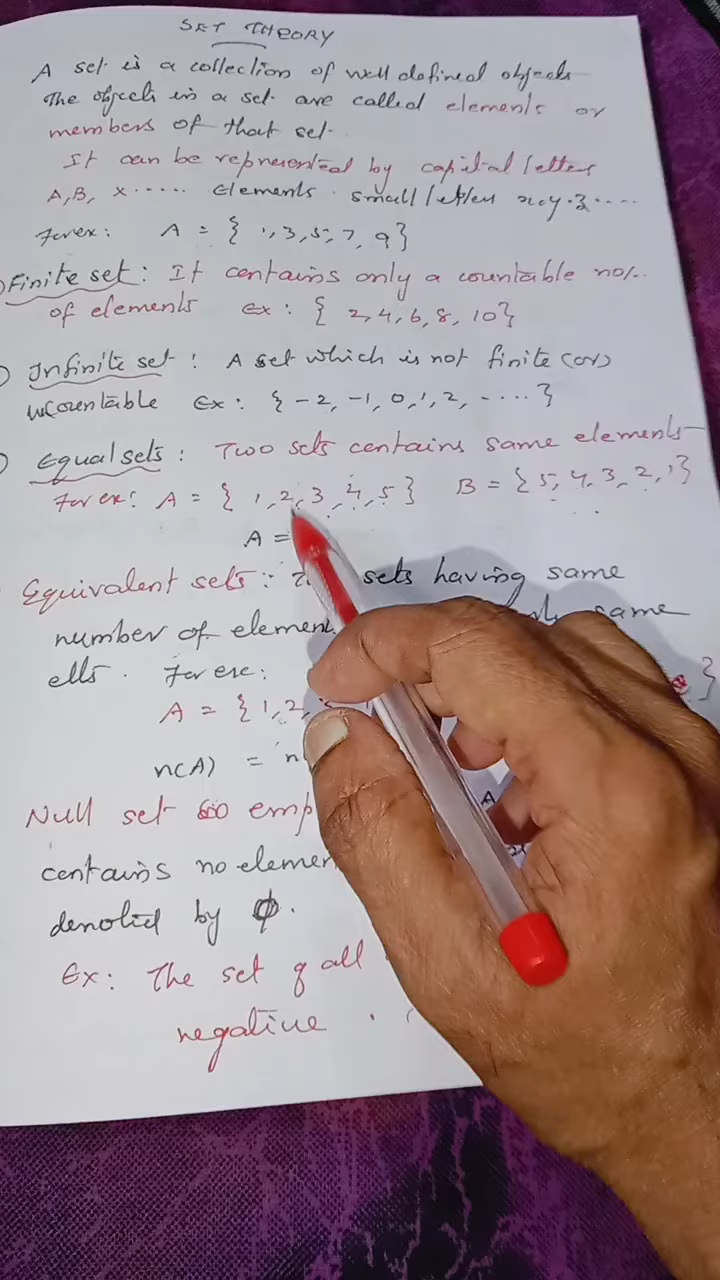 SET THEORY
A set is a collection of well defined objects
The objects in a set are called elements or
members of that set.
It can be represented by capital letter
A, B, X ..... Elements. small letters x, y, z ....
For ex: A = { 1, 3, 5, 7, 9}
Finite set: It contains only a countable no/..
of elements Ex: { 2, 4, 6, 8, 10}
Infinite set: A set which is not finite (or)
uncountable Ex: { -2, -1, 0, 1, 2, ..... }
Equal sets: Two sets contains same elements
For ex: A = { 1, 2, 3, 4, 5} B = {5, 4, 3, 2, 1}
A =
Equivalent sets: sets having same
number of same
ells. For ex:
A = {1, 2, }
n(A) =
Null set
contains no
denoted by ϕ.
Ex: The set of all
negative.